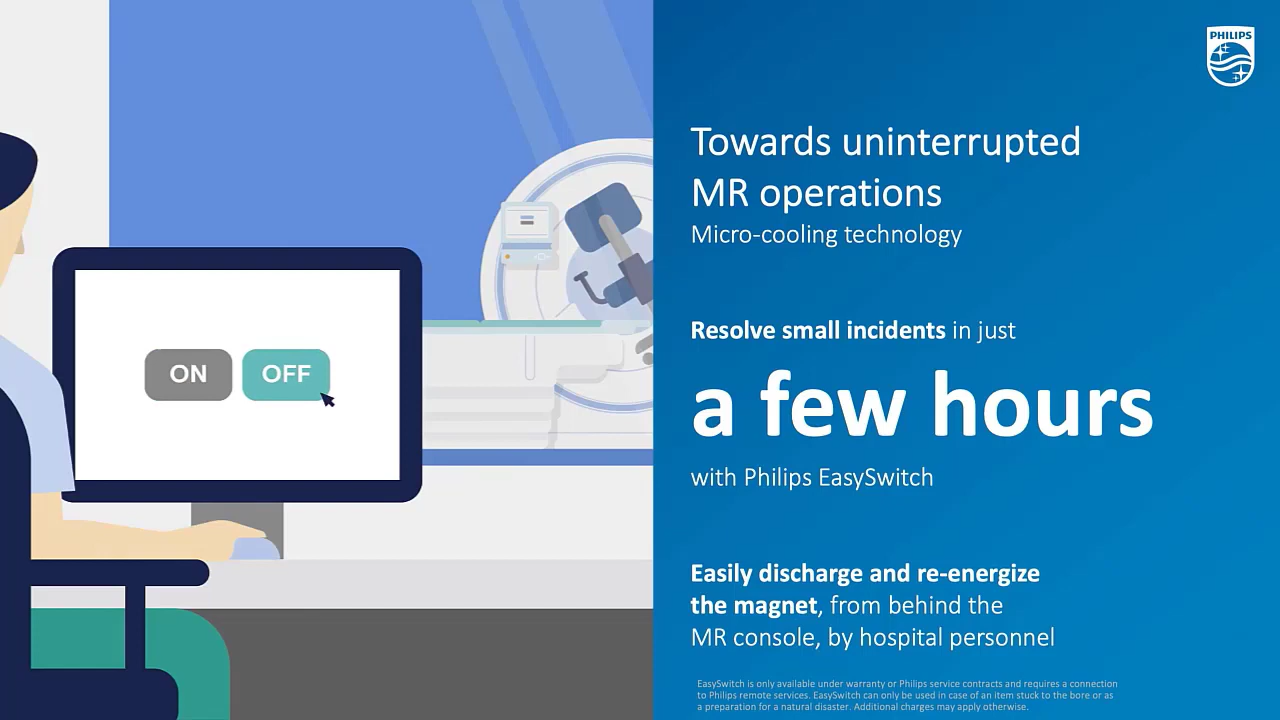 PHILIPS
Towards uninterrupted
MR operations
Micro-cooling technology
Resolve small incidents in just
a few hours
with Philips EasySwitch
ON OFF
Easily discharge and re-energize
the magnet, from behind the
MR console, by hospital personnel
EasySwitch is only available under warranty or Philips service contracts and requires a connection
to Philips remote services. EasySwitch can only be used in case of an item stuck to the bore or as
a preparation for a natural disaster. Additional charges may apply otherwise.